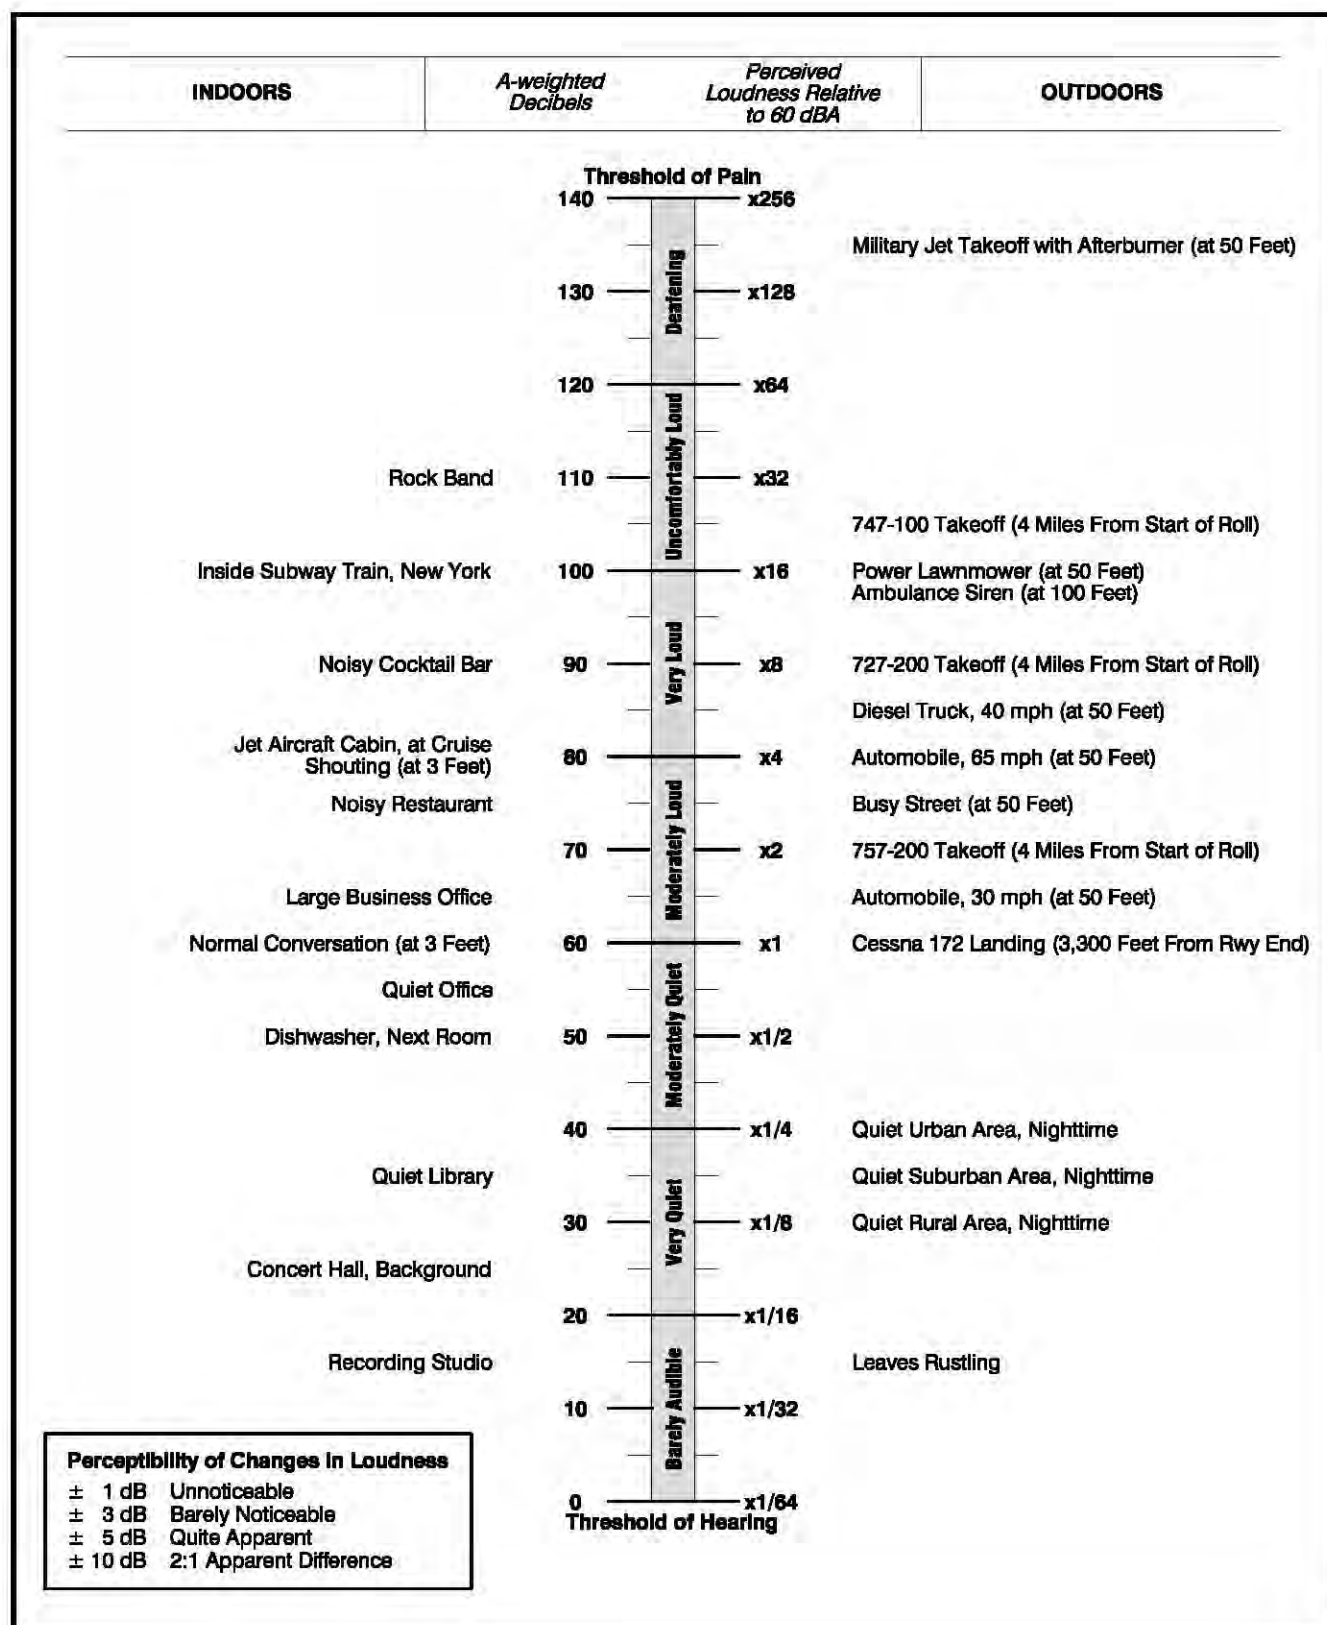 INDOORS
A-weighted
Decibels
Perceived
Loudness Relative
to 60 dBA
OUTDOORS
Threshold of Pain
140 x256
Military Jet Takeoff with Afterburner (at 50 Feet)
Deafening
130 x128
120 x64
Uncomfortably Loud
Rock Band 110 x32
747-100 Takeoff (4 Miles From Start of Roll)
Inside Subway Train, New York 100 x16 Power Lawnmower (at 50 Feet)
Ambulance Siren (at 100 Feet)
Very Loud
Noisy Cocktail Bar 90 x8 727-200 Takeoff (4 Miles From Start of Roll)
Diesel Truck, 40 mph (at 50 Feet)
Jet Aircraft Cabin, at Cruise
Shouting (at 3 Feet) 80 x4 Automobile, 65 mph (at 50 Feet)
Noisy Restaurant Busy Street (at 50 Feet)
Moderately Loud
70 x2 757-200 Takeoff (4 Miles From Start of Roll)
Large Business Office Automobile, 30 mph (at 50 Feet)
Normal Conversation (at 3 Feet) 60 x1 Cessna 172 Landing (3,300 Feet From Rwy End)
Quiet Office
Moderately Quiet
Dishwasher, Next Room 50 x1/2
40 x1/4 Quiet Urban Area, Nighttime
Quiet Library Quiet Suburban Area, Nighttime
Very Quiet
30 x1/8 Quiet Rural Area, Nighttime
Concert Hall, Background
20 x1/16
Recording Studio Leaves Rustling
Barely Audible
10 x1/32
0 x1/64
Threshold of Hearing
Perceptibility of Changes in Loudness
± 1 dB Unnoticeable
± 3 dB Barely Noticeable
± 5 dB Quite Apparent
± 10 dB 2:1 Apparent Difference